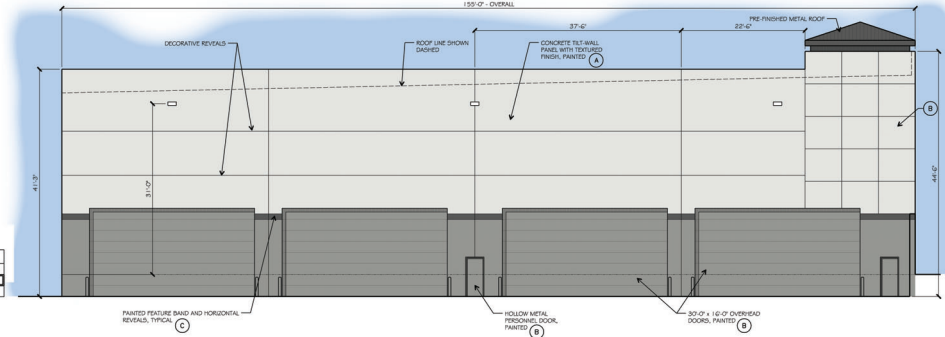 155'-0" - OVERALL
PRE-FINISHED METAL ROOF
37'-6"
22'-6"
DECORATIVE REVEALS
ROOF LINE SHOWN
DASHED
CONCRETE TILT-WALL
PANEL WITH TEXTURED
FINISH, PAINTED A
B
41'-3"
31'-0"
44'-6"
PAINTED FEATURE BAND AND HORIZONTAL
REVEALS, TYPICAL C
HOLLOW METAL
PERSONNEL DOOR,
PAINTED B
30'-0" x 16'-0" OVERHEAD
DOORS, PAINTED B